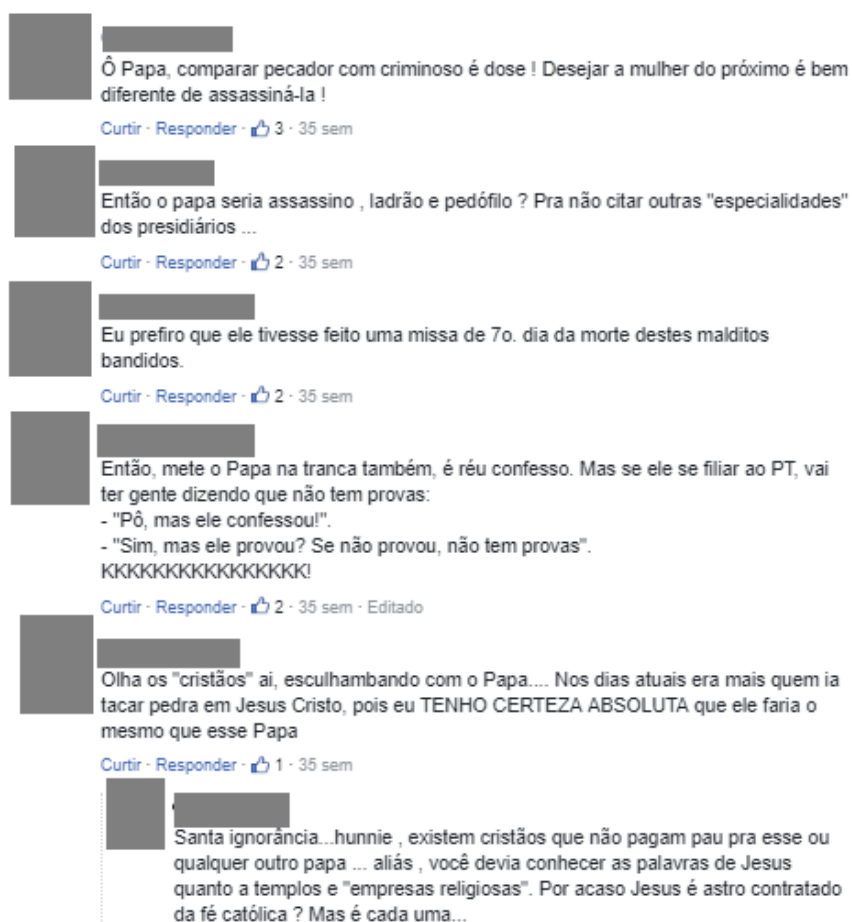 Ô Papa, comparar pecador com criminoso é dose ! Desejar a mulher do próximo é bem
diferente de assassiná-la !
Curtir · Responder · 3 · 35 sem
Então o papa seria assassino , ladrão e pedófilo ? Pra não citar outras "especialidades"
dos presidiários ...
Curtir · Responder · 2 · 35 sem
Eu prefiro que ele tivesse feito uma missa de 7o. dia da morte destes malditos
bandidos.
Curtir · Responder · 2 · 35 sem
Então, mete o Papa na tranca também, é réu confesso. Mas se ele se filiar ao PT, vai
ter gente dizendo que não tem provas:
- "Pô, mas ele confessou!".
- "Sim, mas ele provou? Se não provou, não tem provas".
KKKKKKKKKKKKKKKK!
Curtir · Responder · 2 · 35 sem · Editado
Olha os "cristãos" ai, esculhambando com o Papa.... Nos dias atuais era mais quem ia
tacar pedra em Jesus Cristo, pois eu TENHO CERTEZA ABSOLUTA que ele faria o
mesmo que esse Papa
Curtir · Responder · 1 · 35 sem
Santa ignorância...hunnie , existem cristãos que não pagam pau pra esse ou
qualquer outro papa ... aliás , você devia conhecer as palavras de Jesus
quanto a templos e "empresas religiosas". Por acaso Jesus é astro contratado
da fé católica ? Mas é cada uma...